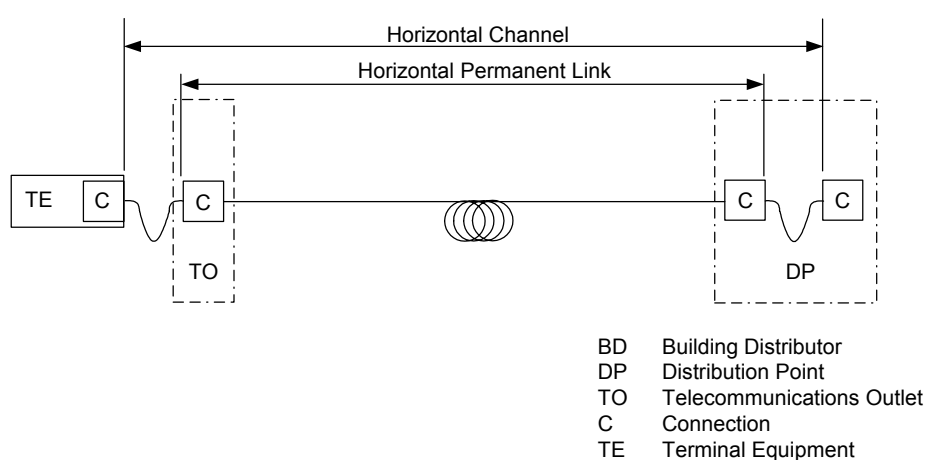 Horizontal Channel
Horizontal Permanent Link
TE C C C C
TO DP
BD Building Distributor
DP Distribution Point
TO Telecommunications Outlet
C Connection
TE Terminal Equipment